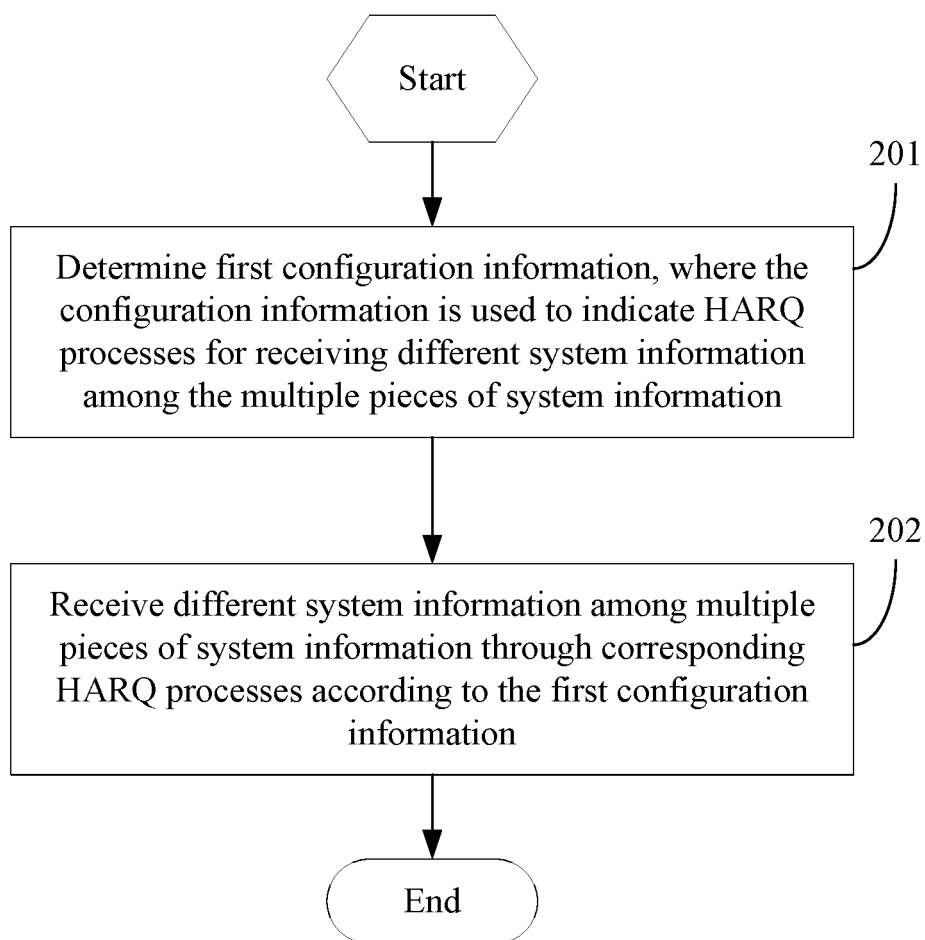 Start
201
Determine first configuration information, where the
configuration information is used to indicate HARQ
processes for receiving different system information
among the multiple pieces of system information
202
Receive different system information among multiple
pieces of system information through corresponding
HARQ processes according to the first configuration
information
End